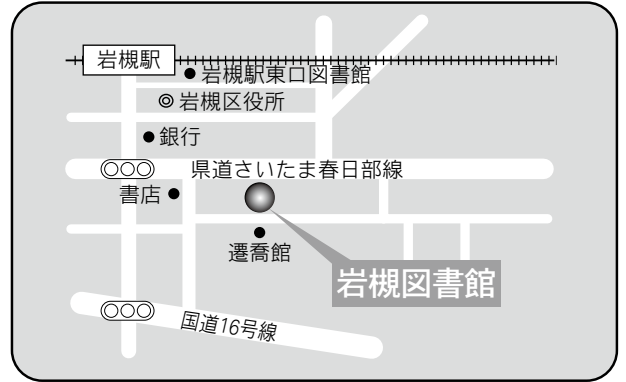 岩槻駅
岩槻駅東口図書館
岩槻区役所
銀行
県道さいたま春日部線
書店
遷喬館
岩槻図書館
国道16号線